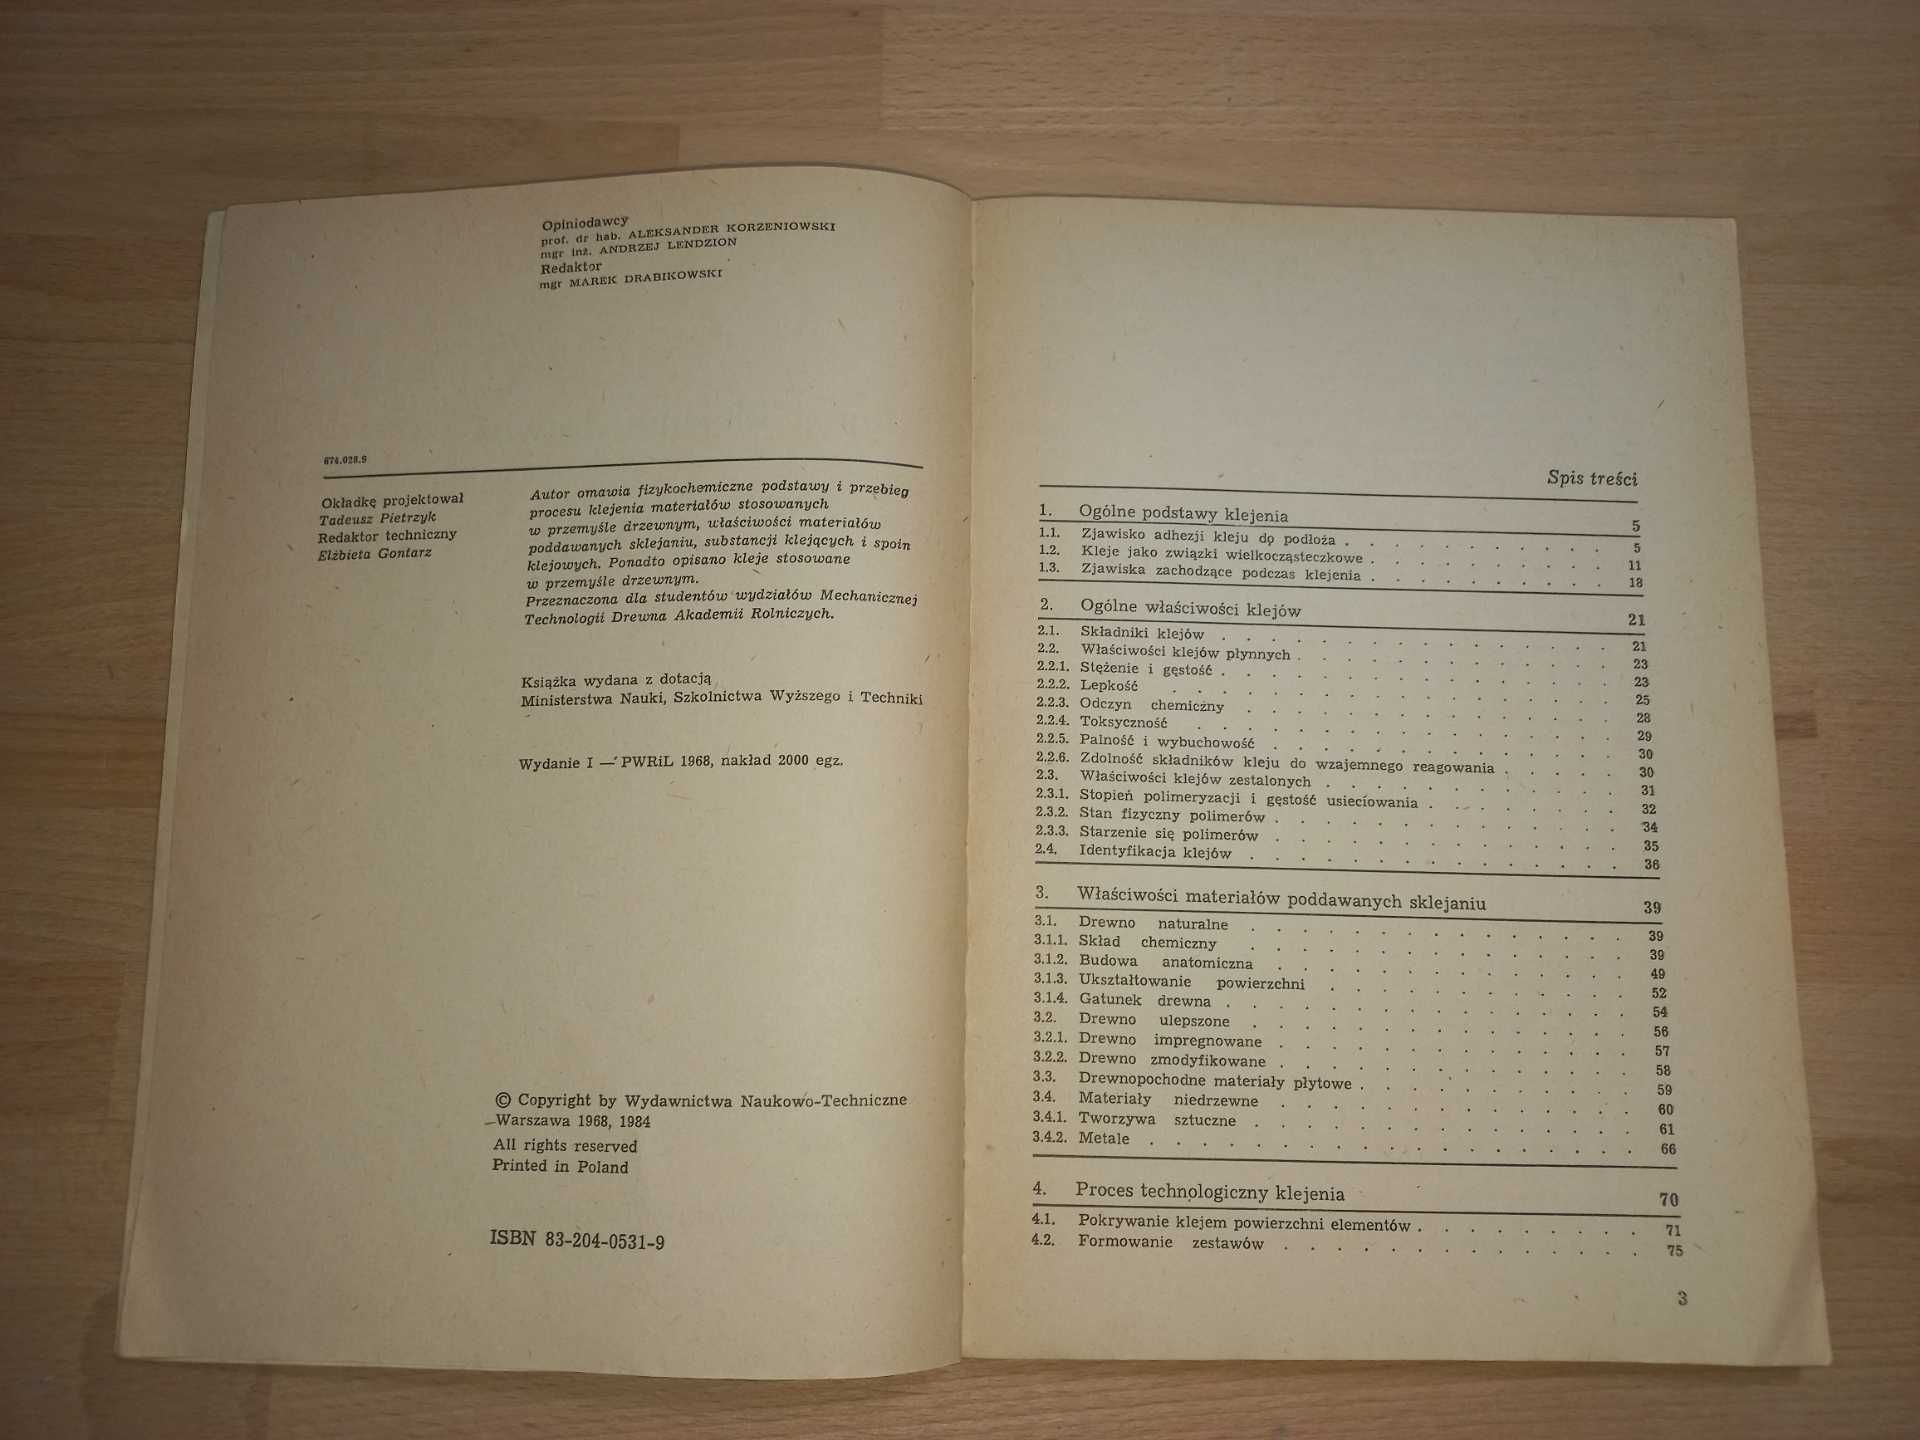 Opiniodawcy
prof. dr hab. ALEKSANDER KORZENIOWSKI
mgr inż. ANDRZEJ LENDZION
Redaktor
mgr MAREK DRABIKOWSKI
674.028.9
Okładkę projektował
Tadeusz Pietrzyk
Redaktor techniczny
Elżbieta Gontarz
Autor omawia fizykochemiczne podstawy i przebieg
procesu klejenia materiałów stosowanych
w przemyśle drzewnym, właściwości materiałów
poddawanych sklejaniu, substancji klejących i spoin
klejowych. Ponadto opisano kleje stosowane
w przemyśle drzewnym.
Przeznaczona dla studentów wydziałów Mechanicznej
Technologii Drewna Akademii Rolniczych.
Książka wydana z dotacją
Ministerstwa Nauki, Szkolnictwa Wyższego i Techniki
Wydanie I — PWRiL 1968, nakład 2000 egz.
© Copyright by Wydawnictwa Naukowo-Techniczne
Warszawa 1968, 1984
All rights reserved
Printed in Poland
ISBN 83-204-0531-9
Spis treści
1. Ogólne podstawy klejenia 5
1.1. Zjawisko adhezji kleju do podłoża . . . . . . . . . . 5
1.2. Kleje jako związki wielkocząsteczkowe . . . . . . . . . 11
1.3. Zjawiska zachodzące podczas klejenia . . . . . . . . . 18
2. Ogólne właściwości klejów 21
2.1. Składniki klejów . . . . . . . . . . . . . . . 21
2.2. Właściwości klejów płynnych . . . . . . . . . . . . 23
2.2.1. Stężenie i gęstość . . . . . . . . . . . . . . . 23
2.2.2. Lepkość . . . . . . . . . . . . . . . . . 25
2.2.3. Odczyn chemiczny . . . . . . . . . . . . . . 28
2.2.4. Toksyczność . . . . . . . . . . . . . . . . 29
2.2.5. Palność i wybuchowość . . . . . . . . . . . . . 30
2.2.6. Zdolność składników kleju do wzajemnego reagowania . . . . . 30
2.3. Właściwości klejów zestalonych . . . . . . . . . . . . 31
2.3.1. Stopień polimeryzacji i gęstość usieciowania . . . . . . . . 32
2.3.2. Stan fizyczny polimerów . . . . . . . . . . . . . 34
2.3.3. Starzenie się polimerów . . . . . . . . . . . . . 35
2.4. Identyfikacja klejów . . . . . . . . . . . . . . 36
3. Właściwości materiałów poddawanych sklejaniu 39
3.1. Drewno naturalne . . . . . . . . . . . . . . 39
3.1.1. Skład chemiczny . . . . . . . . . . . . . . 39
3.1.2. Budowa anatomiczna . . . . . . . . . . . . . 49
3.1.3. Ukształtowanie powierzchni . . . . . . . . . . . . 52
3.1.4. Gatunek drewna . . . . . . . . . . . . . . . 54
3.2. Drewno ulepszone . . . . . . . . . . . . . . 56
3.2.1. Drewno impregnowane . . . . . . . . . . . . . 57
3.2.2. Drewno zmodyfikowane . . . . . . . . . . . . . 58
3.3. Drewnopochodne materiały płytowe . . . . . . . . . . 59
3.4. Materiały niedrzewne . . . . . . . . . . . . . 60
3.4.1. Tworzywa sztuczne . . . . . . . . . . . . . . 61
3.4.2. Metale . . . . . . . . . . . . . . . . . . 66
4. Proces technologiczny klejenia 70
4.1. Pokrywanie klejem powierzchni elementów . . . . . . . . 71
4.2. Formowanie zestawów . . . . . . . . . . . . . 75
3